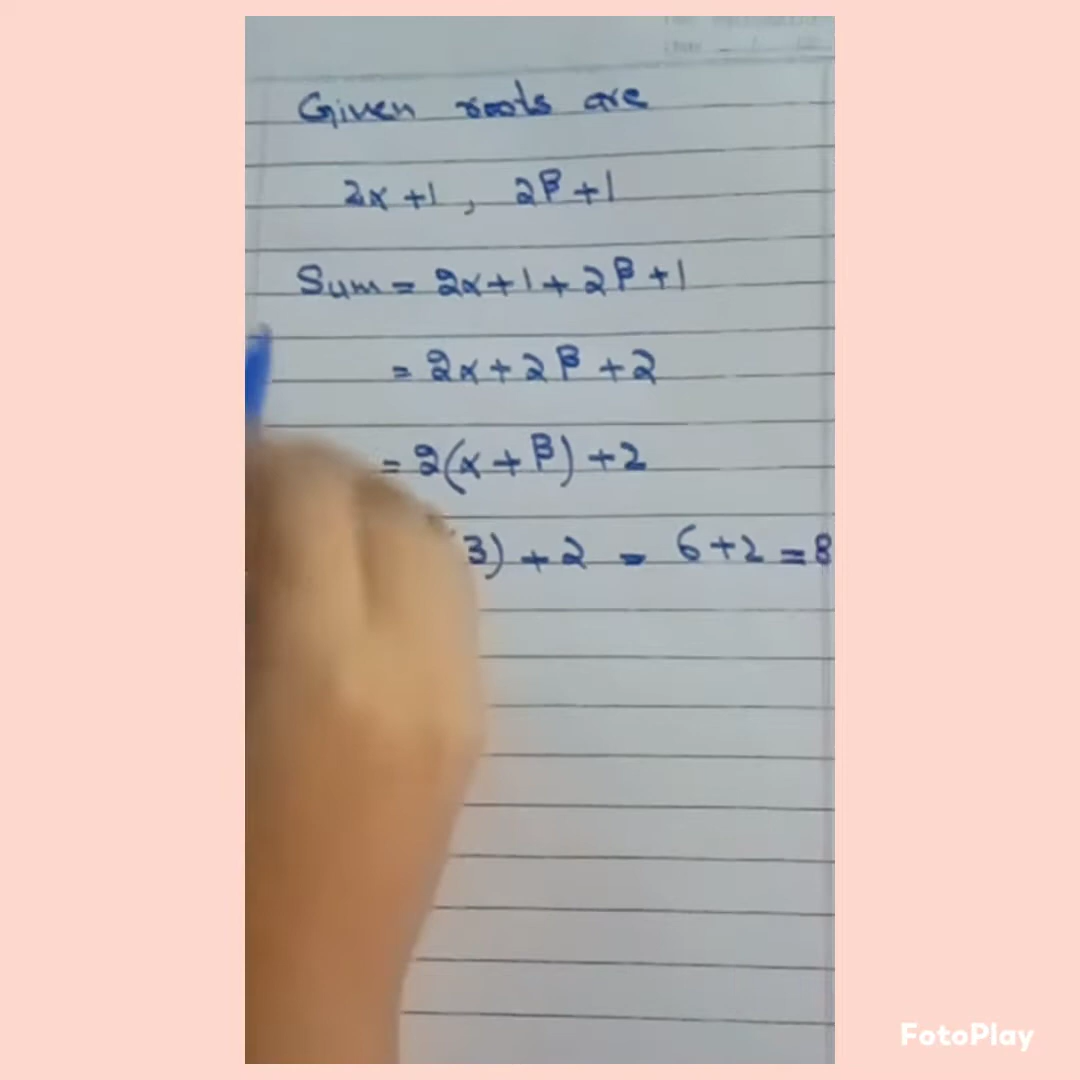 Given roots are
2α+1, 2β+1
Sum = 2α+1+2β+1
= 2α+2β+2
= 2(α+β)+2
(3)+2 = 6+2=8
FotoPlay